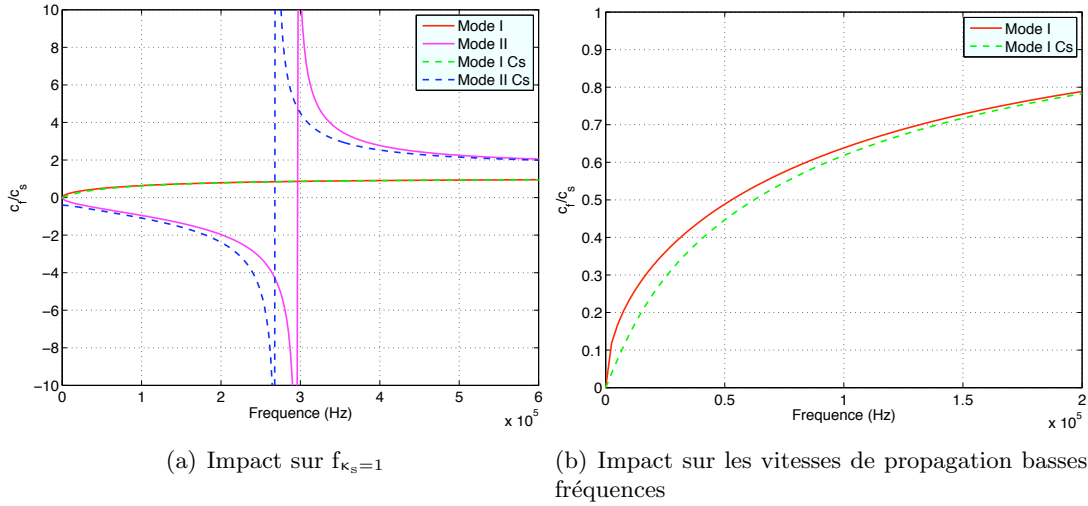 10
8
6
4
2
0
−2
−4
−6
−8
−10
c_f/c_s
0
1
2
3
4
5
6
x 10^5
Frequence (Hz)
Mode I
Mode II
Mode I Cs
Mode II Cs
(a) Impact sur f_{κ_s=1}
1
0.9
0.8
0.7
0.6
0.5
0.4
0.3
0.2
0.1
0
c_f/c_s
0
0.5
1
1.5
2
x 10^5
Frequence (Hz)
Mode I
Mode I Cs
(b) Impact sur les vitesses de propagation basses
fréquences